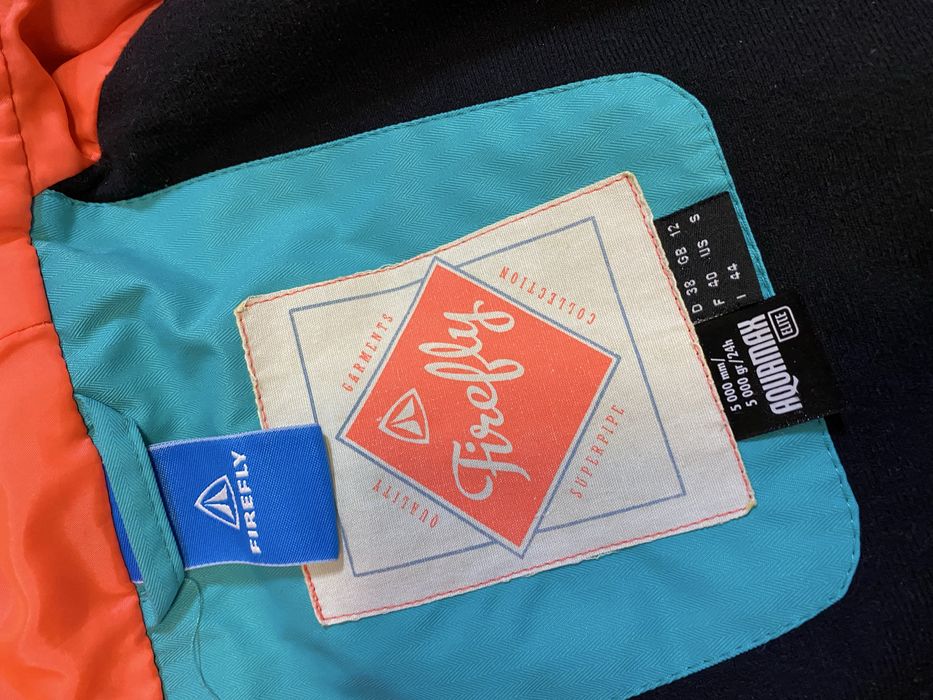 FIREFLY
GARMENTS
COLLECTION
Firefly
QUALITY
SUPERPIPE
D 38 GB 12
F 40 US S
I 44
5 000 mm/
5 000 gr/24h
AQUAMAX
ELITE